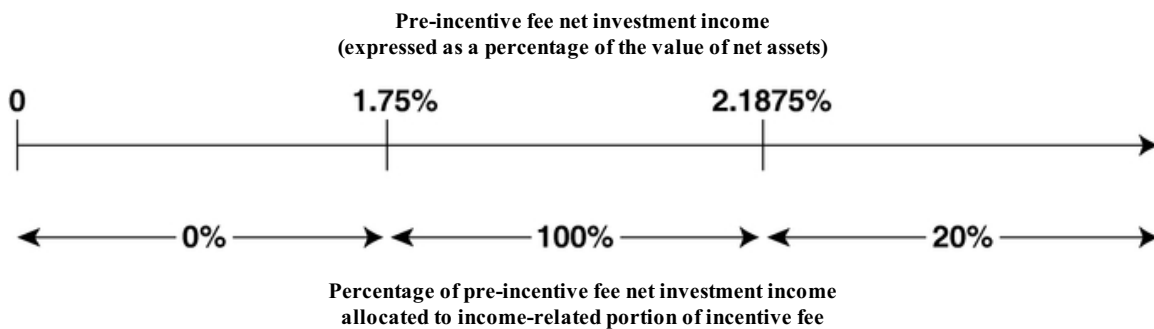 Pre-incentive fee net investment income
(expressed as a percentage of the value of net assets)
0 1.75% 2.1875%
0% 100% 20%
Percentage of pre-incentive fee net investment income
allocated to income-related portion of incentive fee